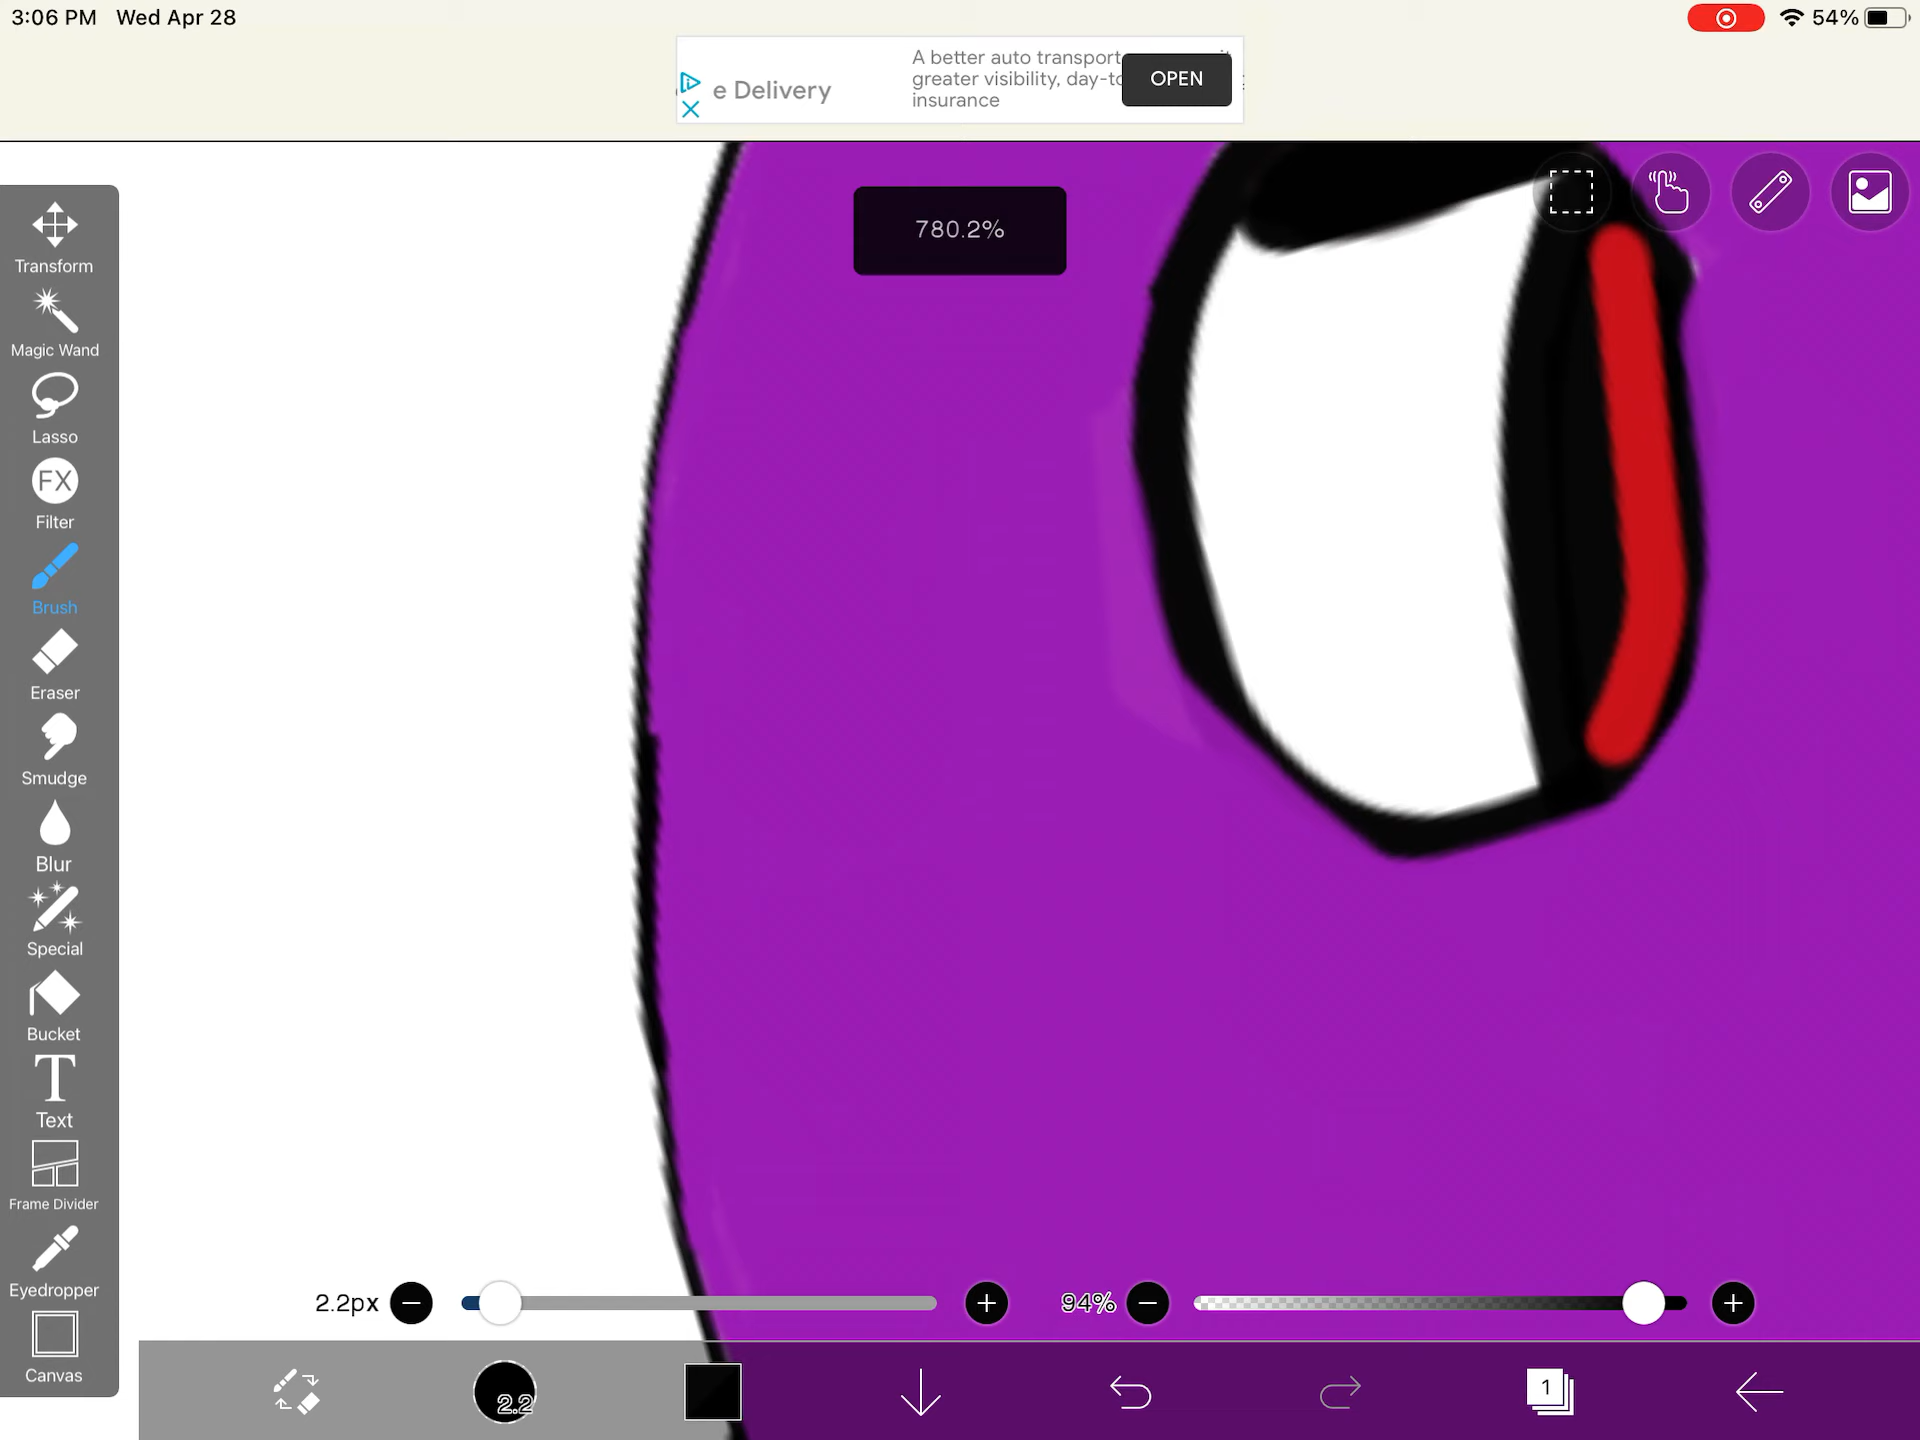 3:06 PM Wed Apr 28
54%
e Delivery
A better auto transport
greater visibility, day-to
insurance
OPEN
780.2%
Transform
Magic Wand
Lasso
FX
Filter
Brush
Eraser
Smudge
Blur
Special
Bucket
T
Text
Frame Divider
Eyedropper
Canvas
2.2px
94%
2.2
1